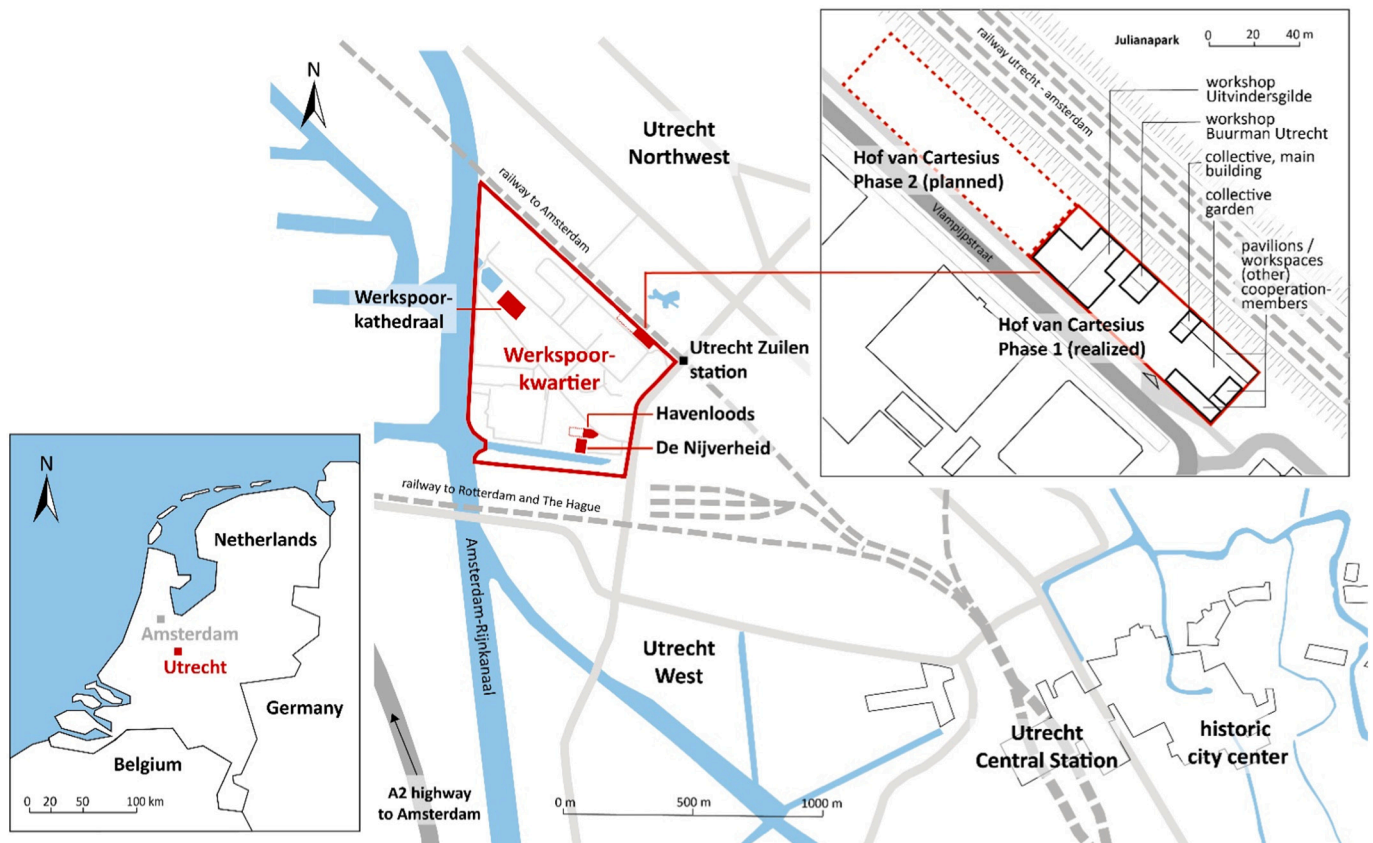 N
Utrecht
Northwest
railway to Amsterdam
Werkspoor-
kathedraal
Werkspoor-
kwartier
Utrecht Zuilen
station
Havenloods
De Nijverheid
railway to Rotterdam and The Hague
Amsterdam-Rijnkanaal
Utrecht
West
A2 highway
to Amsterdam
0 m
500 m
1000 m
Utrecht
Central Station
historic
city center
Julianapark
0 20 40 m
railway utrecht - amsterdam
workshop
Uitvindersgilde
workshop
Buurman Utrecht
collective, main
building
collective
garden
pavilions /
workspaces
(other)
cooperation-
members
Hof van Cartesius
Phase 2 (planned)
Vlampijpstraat
Hof van Cartesius
Phase 1 (realized)
N
Netherlands
Amsterdam
Utrecht
Germany
Belgium
0 20 50 100 km